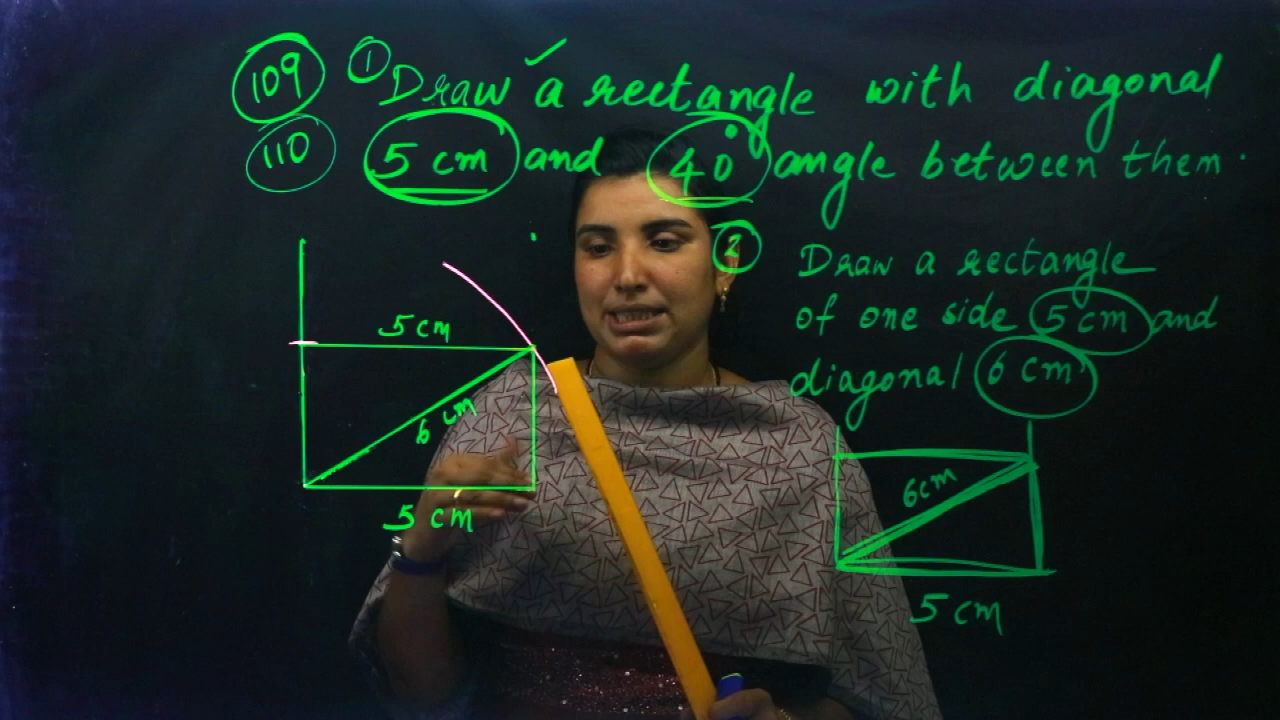 109
110
① Draw a rectangle with diagonal
5 cm and 40° angle between them.
② Draw a rectangle
of one side 5 cm and
diagonal 6 cm
5 cm
6 cm
5 cm
6cm
5 cm